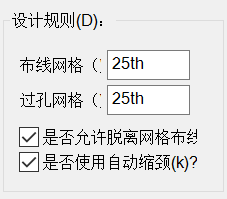 设计规则(D):
布线网格 (
25th
过孔网格 (
25th
是否允许脱离网格布线
是否使用自动缩颈(k)?